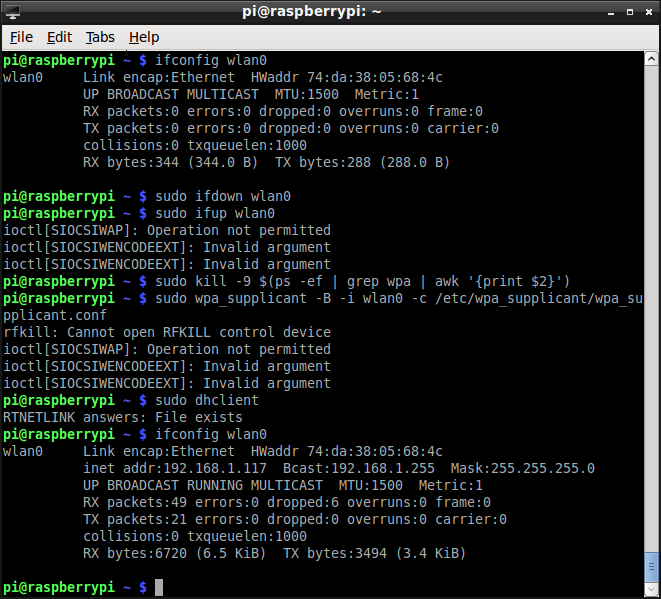 pi@raspberrypi: ~
File Edit Tabs Help
pi@raspberrypi ~ $ ifconfig wlan0
wlan0     Link encap:Ethernet  HWaddr 74:da:38:05:68:4c
          UP BROADCAST MULTICAST  MTU:1500  Metric:1
          RX packets:0 errors:0 dropped:0 overruns:0 frame:0
          TX packets:0 errors:0 dropped:0 overruns:0 carrier:0
          collisions:0 txqueuelen:1000
          RX bytes:344 (344.0 B)  TX bytes:288 (288.0 B)

pi@raspberrypi ~ $ sudo ifdown wlan0
pi@raspberrypi ~ $ sudo ifup wlan0
ioctl[SIOCSIWAP]: Operation not permitted
ioctl[SIOCSIWENCODEEXT]: Invalid argument
ioctl[SIOCSIWENCODEEXT]: Invalid argument
pi@raspberrypi ~ $ sudo kill -9 $(ps -ef | grep wpa | awk '{print $2}')
pi@raspberrypi ~ $ sudo wpa_supplicant -B -i wlan0 -c /etc/wpa_supplicant/wpa_su
pplicant.conf
rfkill: Cannot open RFKILL control device
ioctl[SIOCSIWAP]: Operation not permitted
ioctl[SIOCSIWENCODEEXT]: Invalid argument
ioctl[SIOCSIWENCODEEXT]: Invalid argument
pi@raspberrypi ~ $ sudo dhclient
RTNETLINK answers: File exists
pi@raspberrypi ~ $ ifconfig wlan0
wlan0     Link encap:Ethernet  HWaddr 74:da:38:05:68:4c
          inet addr:192.168.1.117  Bcast:192.168.1.255  Mask:255.255.255.0
          UP BROADCAST RUNNING MULTICAST  MTU:1500  Metric:1
          RX packets:49 errors:0 dropped:6 overruns:0 frame:0
          TX packets:21 errors:0 dropped:0 overruns:0 carrier:0
          collisions:0 txqueuelen:1000
          RX bytes:6720 (6.5 KiB)  TX bytes:3494 (3.4 KiB)

pi@raspberrypi ~ $